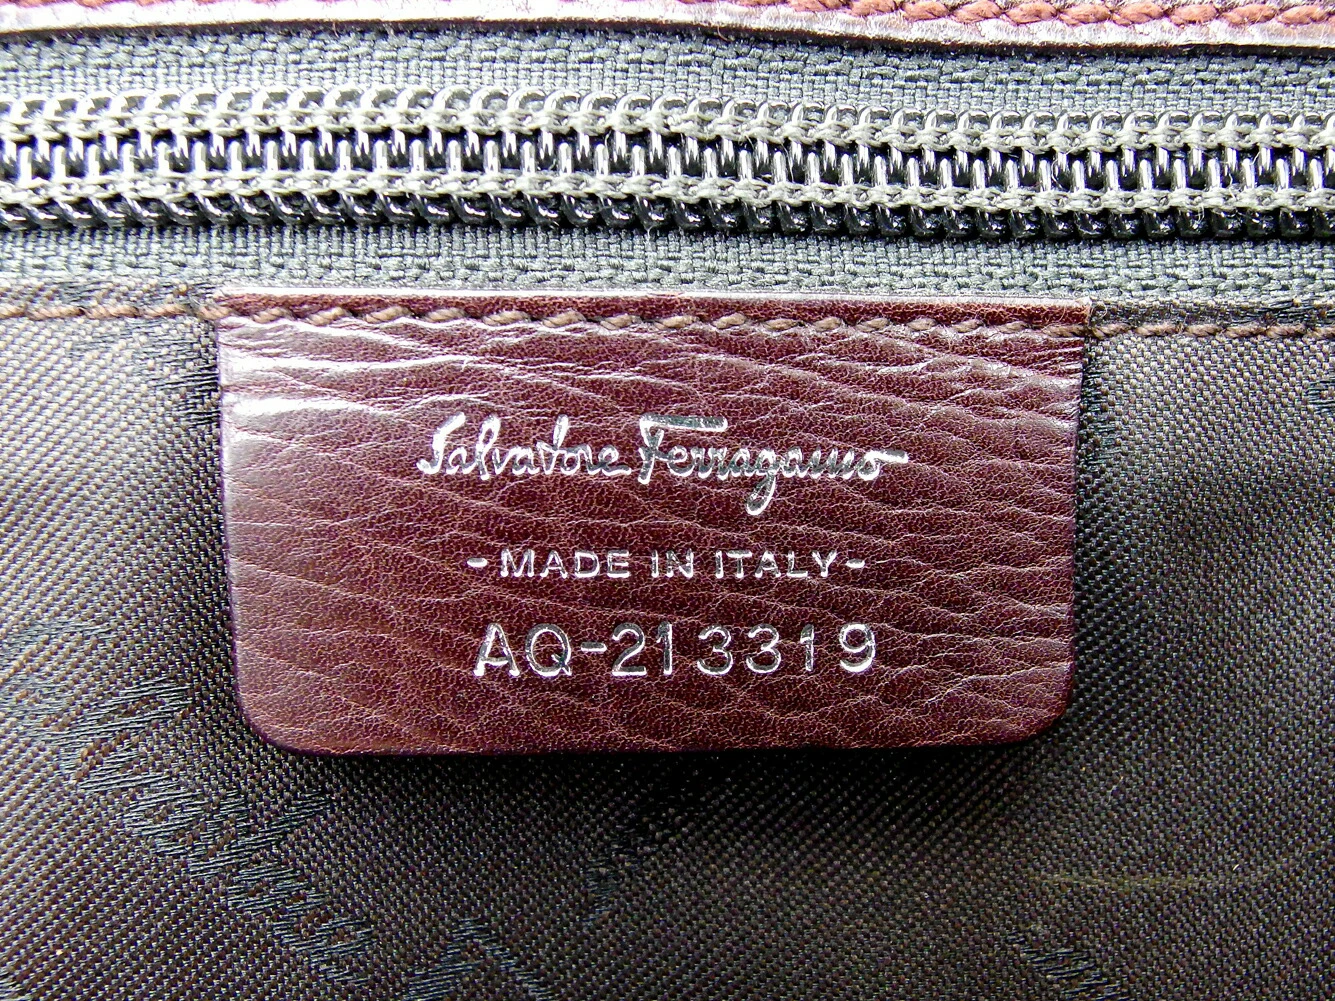 Salvatore Ferragamo
-MADE IN ITALY-
AQ-213319